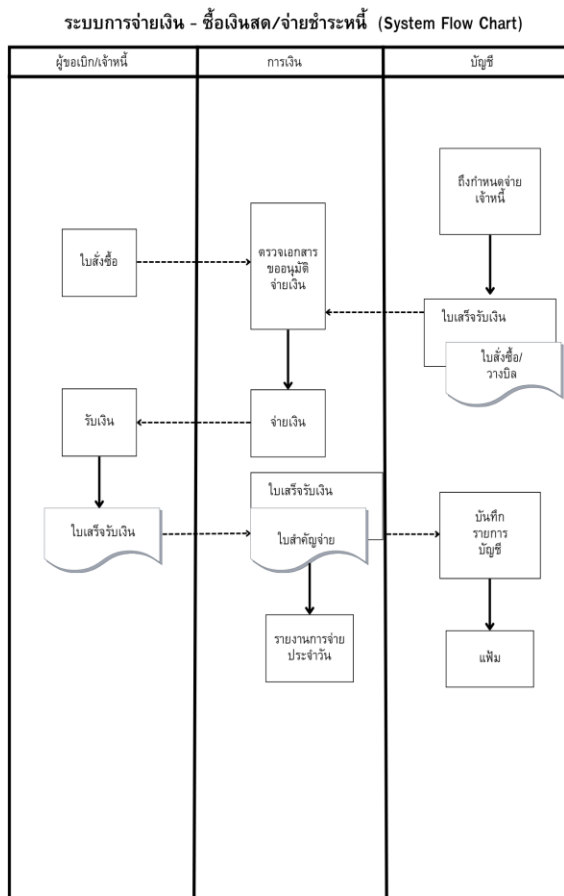 ระบบการจ่ายเงิน - ซื้อเงินสด/จ่ายชำระหนี้ (System Flow Chart)
ผู้ขอเบิก/เจ้าหนี้
การเงิน
บัญชี
ถึงกำหนดจ่าย
เจ้าหนี้
ใบสั่งซื้อ
ตรวจเอกสาร
ขออนุมัติ
จ่ายเงิน
ใบเสร็จรับเงิน
ใบสั่งซื้อ/
วางบิล
รับเงิน
จ่ายเงิน
ใบเสร็จรับเงิน
ใบเสร็จรับเงิน
ใบสำคัญจ่าย
บันทึก
รายการ
บัญชี
รายงานการจ่าย
ประจำวัน
แฟ้ม